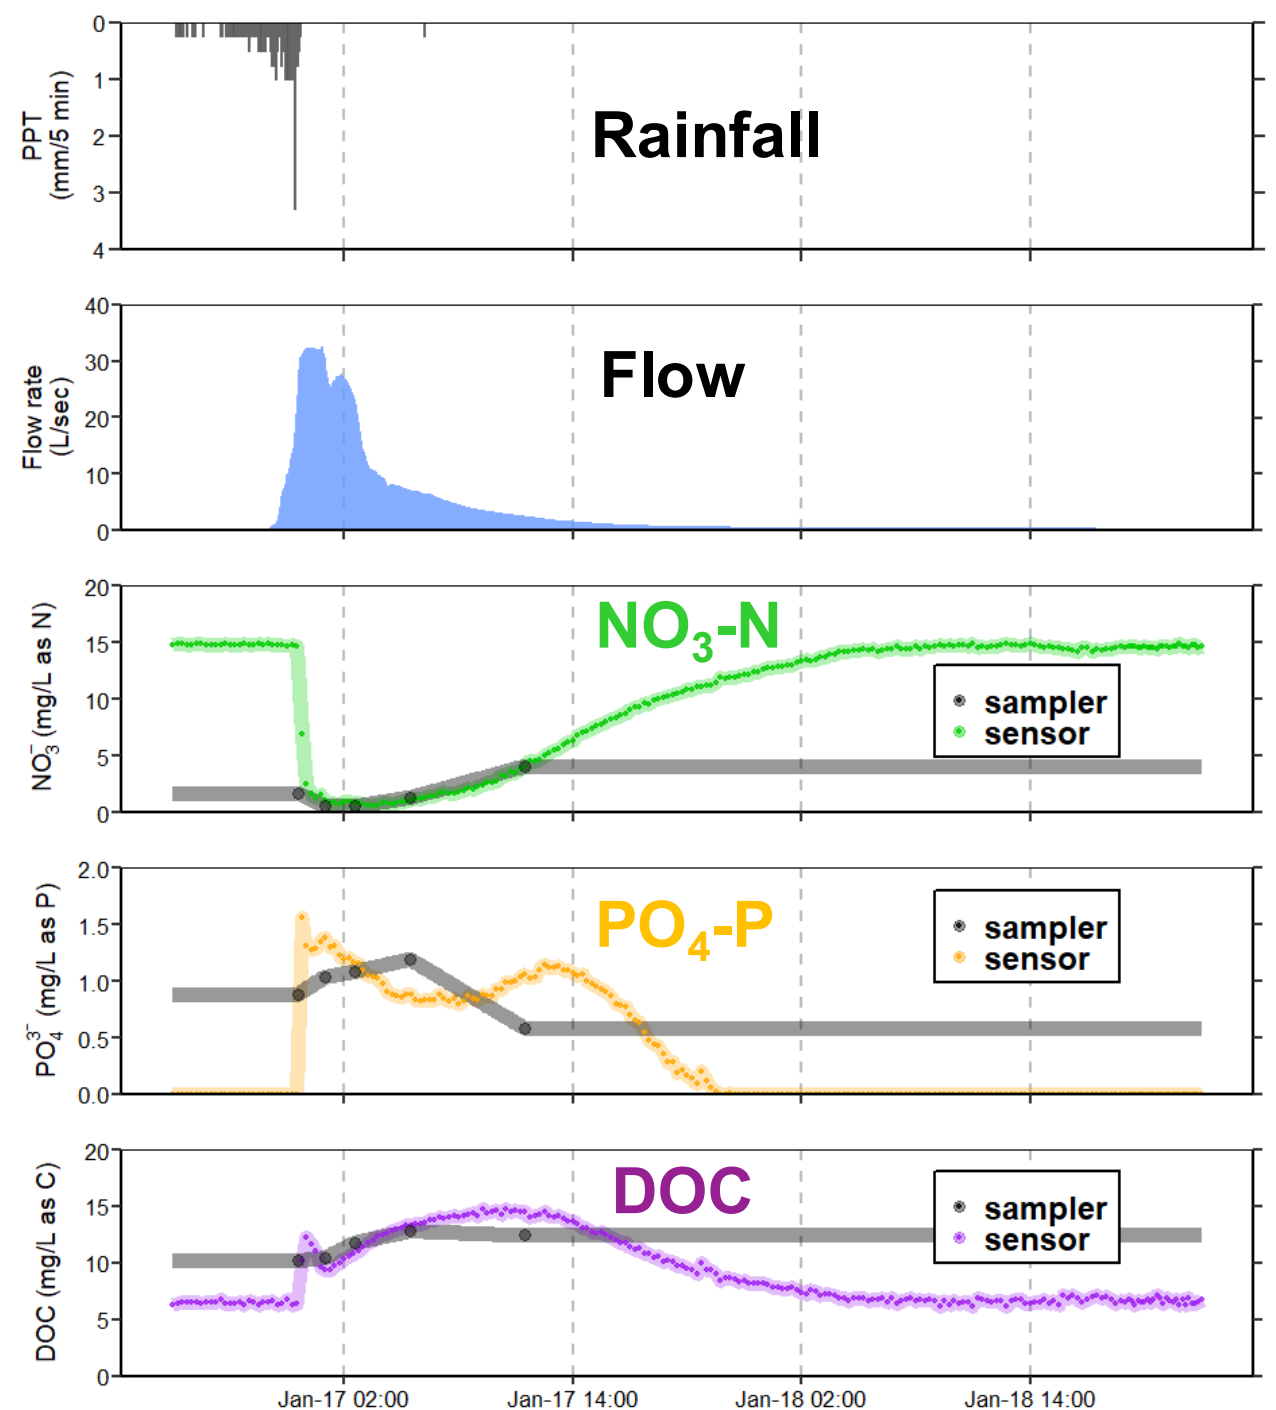 PPT
(mm/5 min)
0
1
2
3
4
Rainfall
Flow rate
(L/sec)
40
30
20
10
0
Flow
NO₃⁻ (mg/L as N)
20
15
10
5
0
NO₃-N
sampler
sensor
PO₄³⁻ (mg/L as P)
2.0
1.5
1.0
0.5
0.0
PO₄-P
sampler
sensor
DOC (mg/L as C)
20
15
10
5
0
DOC
sampler
sensor
Jan-17 02:00 Jan-17 14:00 Jan-18 02:00 Jan-18 14:00